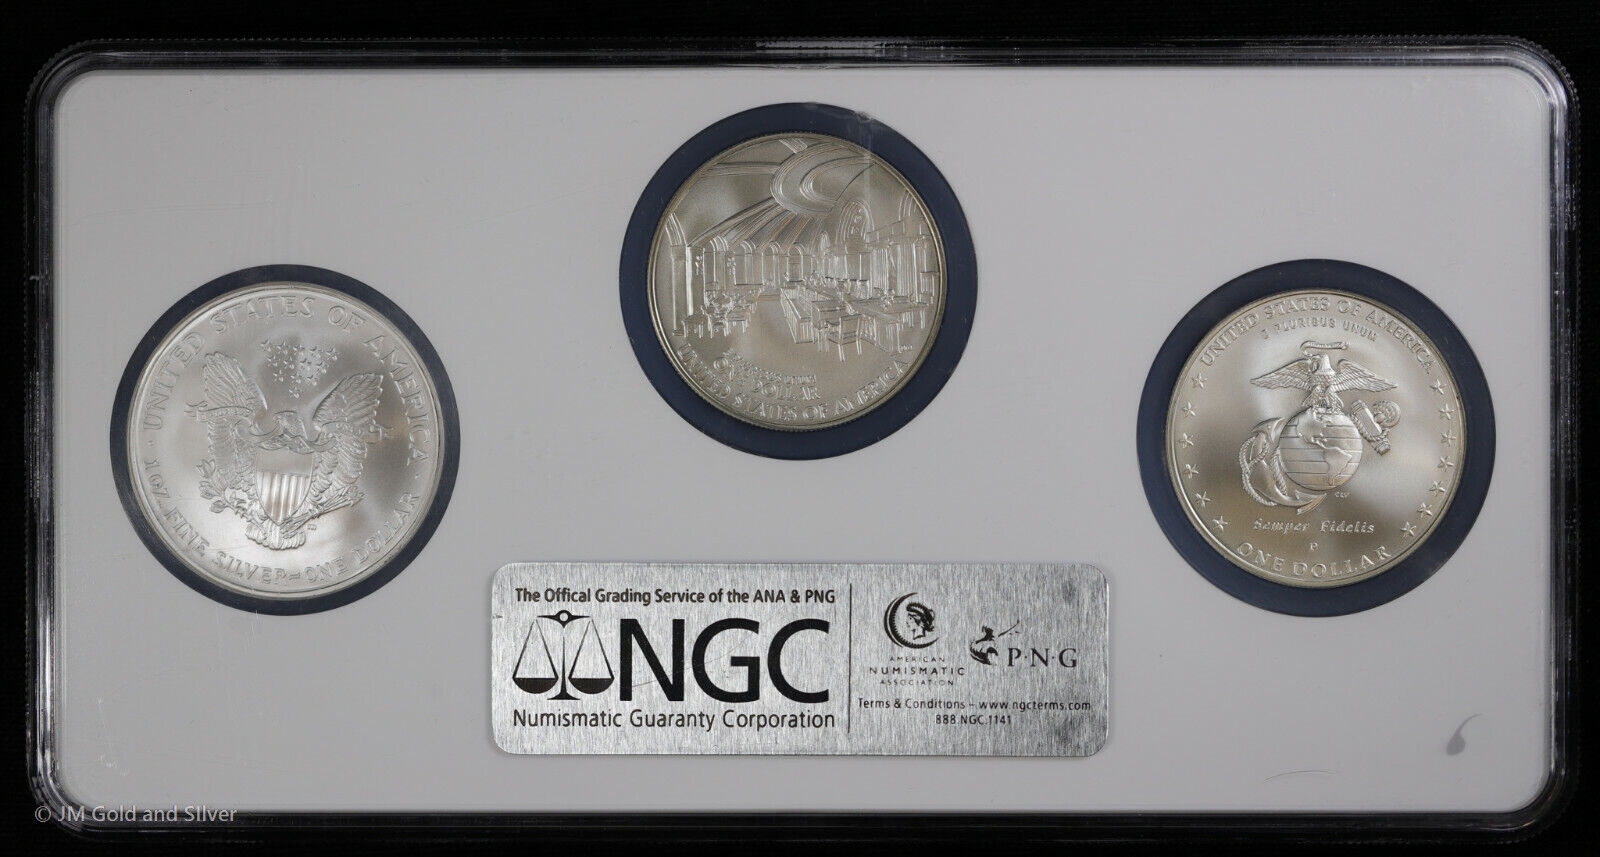 UNITED STATES OF AMERICA
1 OZ. FINE SILVER=ONE DOLLAR
E PLURIBUS UNUM
ONE DOLLAR
UNITED STATES OF AMERICA
UNITED STATES OF AMERICA
E PLURIBUS UNUM
Semper Fidelis
P
ONE DOLLAR
The Offical Grading Service of the ANA & PNG
NGC
Numismatic Guaranty Corporation
AMERICAN
NUMISMATIC
ASSOCIATION
P·N·G
Terms & Conditions – www.ngcterms.com
888.NGC.1141
© JM Gold and Silver